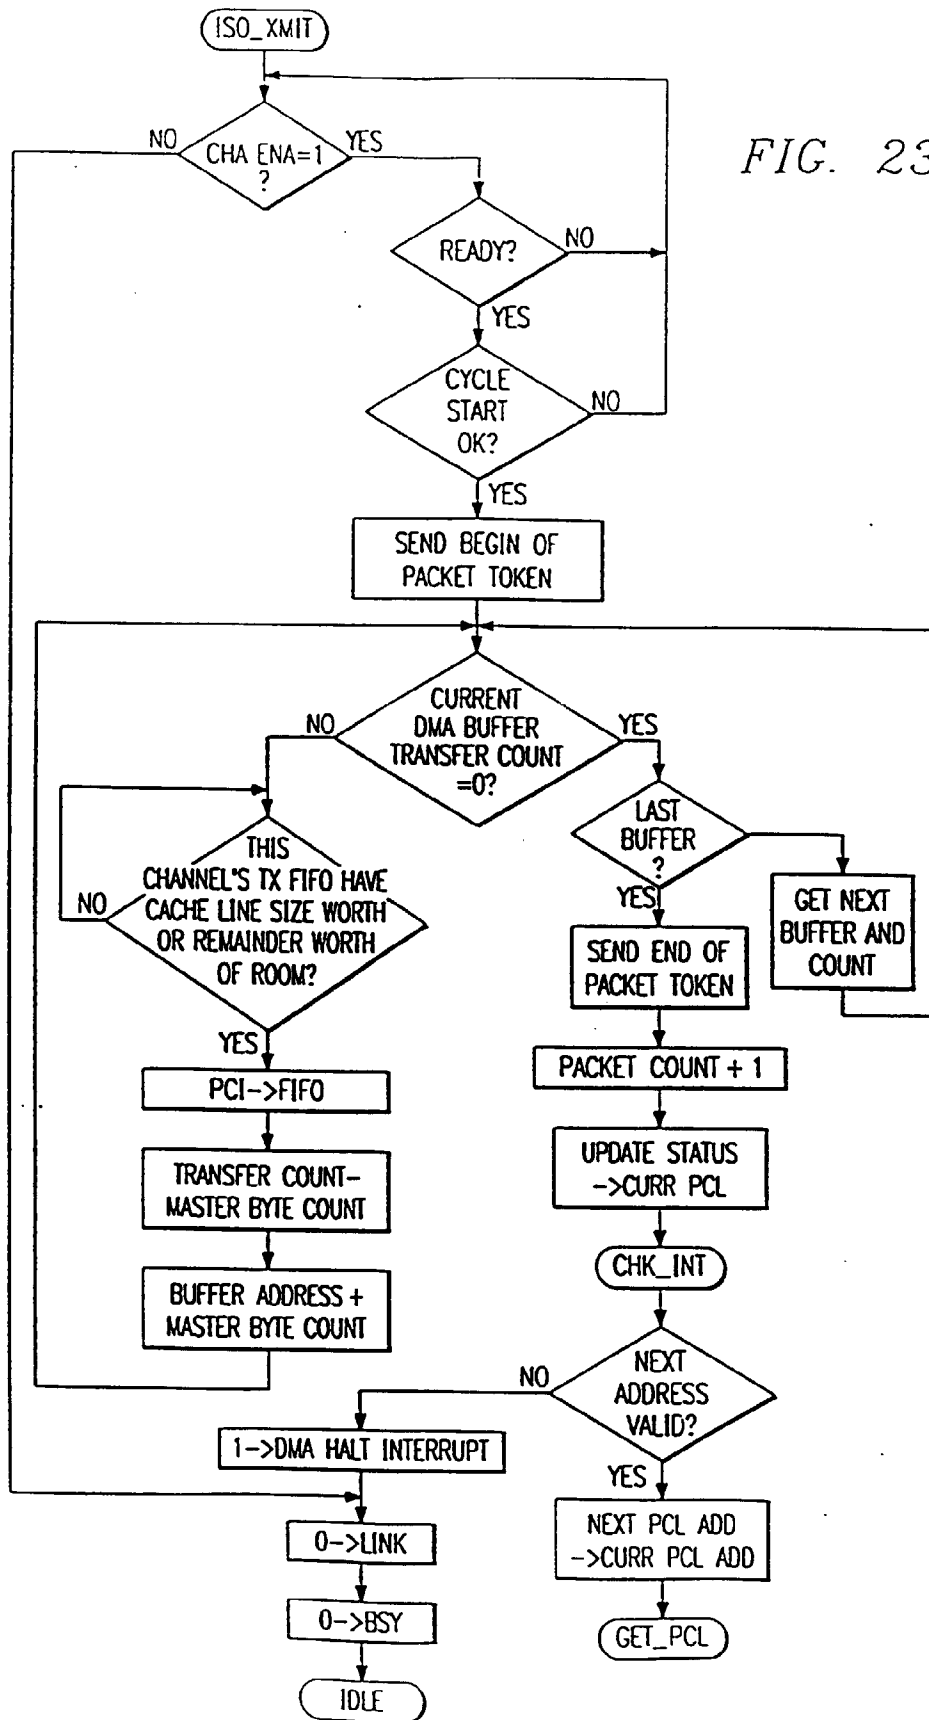 ISO_XMIT
FIG. 23
NO
CHA ENA=1
?
YES
READY?
NO
YES
CYCLE
START
OK?
NO
YES
SEND BEGIN OF
PACKET TOKEN
CURRENT
DMA BUFFER
TRANSFER COUNT
=0?
NO
YES
THIS
CHANNEL'S TX FIFO HAVE
CACHE LINE SIZE WORTH
OR REMAINDER WORTH
OF ROOM?
NO
YES
PCI->FIFO
TRANSFER COUNT-
MASTER BYTE COUNT
BUFFER ADDRESS +
MASTER BYTE COUNT
LAST
BUFFER
?
YES
GET NEXT
BUFFER AND
COUNT
SEND END OF
PACKET TOKEN
PACKET COUNT + 1
UPDATE STATUS
->CURR PCL
CHK_INT
NEXT
ADDRESS
VALID?
NO
YES
1->DMA HALT INTERRUPT
0->LINK
0->BSY
IDLE
NEXT PCL ADD
->CURR PCL ADD
GET_PCL